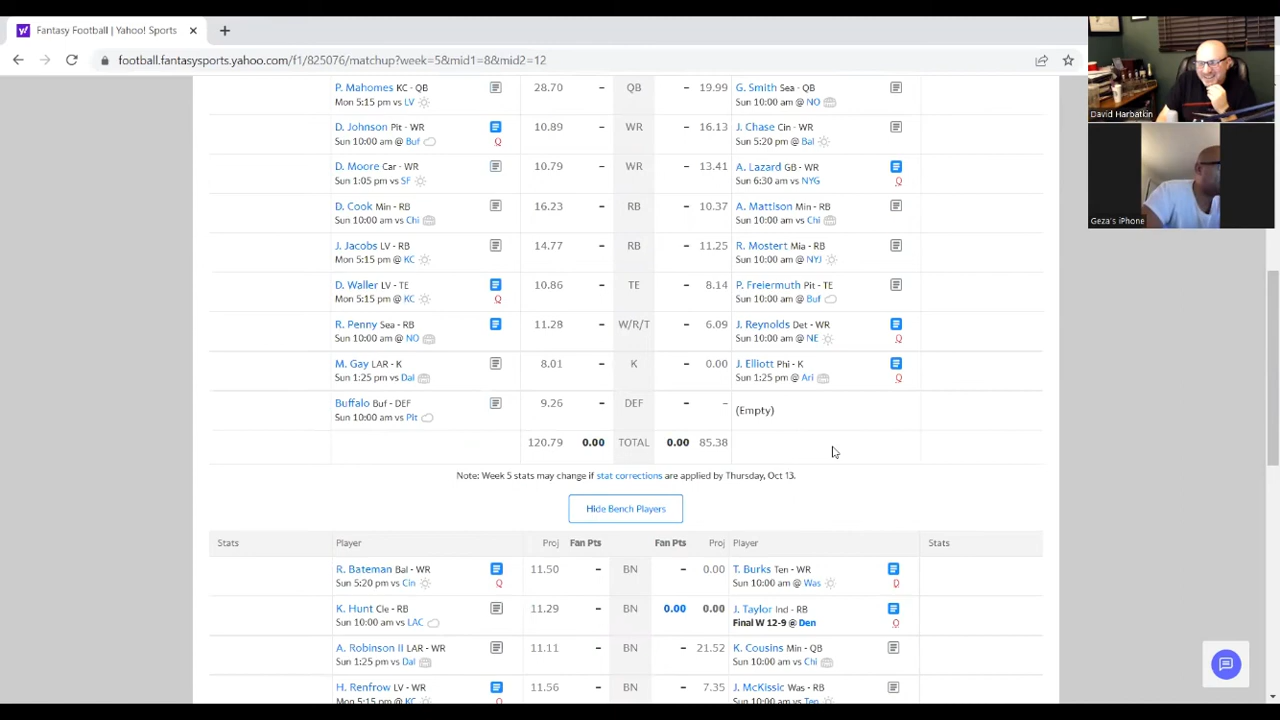 Fantasy Football | Yahoo! Sports
football.fantasysports.yahoo.com/f1/825076/matchup?week=5&mid1=8&mid2=12
David Harbatkin
Geza's iPhone
P. Mahomes KC - QB 28.70 – QB – 19.99 G. Smith Sea - QB
Mon 5:15 pm vs LV Sun 10:00 am @ NO
D. Johnson Pit - WR 10.89 – WR – 16.13 J. Chase Cin - WR
Sun 10:00 am @ Buf Q Sun 5:20 pm @ Bal
D. Moore Car - WR 10.79 – WR – 13.41 A. Lazard GB - WR
Sun 1:05 pm vs SF Sun 6:30 am vs NYG Q
D. Cook Min - RB 16.23 – RB – 10.37 A. Mattison Min - RB
Sun 10:00 am vs Chi Sun 10:00 am vs Chi
J. Jacobs LV - RB 14.77 – RB – 11.25 R. Mostert Mia - RB
Mon 5:15 pm @ KC Sun 10:00 am @ NYJ
D. Waller LV - TE 10.86 – TE – 8.14 P. Freiermuth Pit - TE
Mon 5:15 pm @ KC Q Sun 10:00 am @ Buf
R. Penny Sea - RB 11.28 – W/R/T – 6.09 J. Reynolds Det - WR
Sun 10:00 am @ NO Sun 10:00 am @ NE Q
M. Gay LAR - K 8.01 – K – 0.00 J. Elliott Phi - K
Sun 1:25 pm vs Dal Sun 1:25 pm @ Ari Q
Buffalo Buf - DEF 9.26 – DEF – – (Empty)
Sun 10:00 am vs Pit
120.79 0.00 TOTAL 0.00 85.38
Note: Week 5 stats may change if stat corrections are applied by Thursday, Oct 13.
Hide Bench Players
Stats Player Proj Fan Pts Fan Pts Proj Player Stats
R. Bateman Bal - WR 11.50 – BN – 0.00 T. Burks Ten - WR
Sun 5:20 pm vs Cin Q Sun 10:00 am @ Was D
K. Hunt Cle - RB 11.29 – BN 0.00 0.00 J. Taylor Ind - RB
Sun 10:00 am vs LAC Final W 12-9 @ Den O
A. Robinson II LAR - WR 11.11 – BN – 21.52 K. Cousins Min - QB
Sun 1:25 pm vs Dal Sun 10:00 am vs Chi
H. Renfrow LV - WR 11.56 – BN – 7.35 J. McKissic Was - RB
Mon 5:15 pm @ KC Q Sun 10:00 am vs Ten